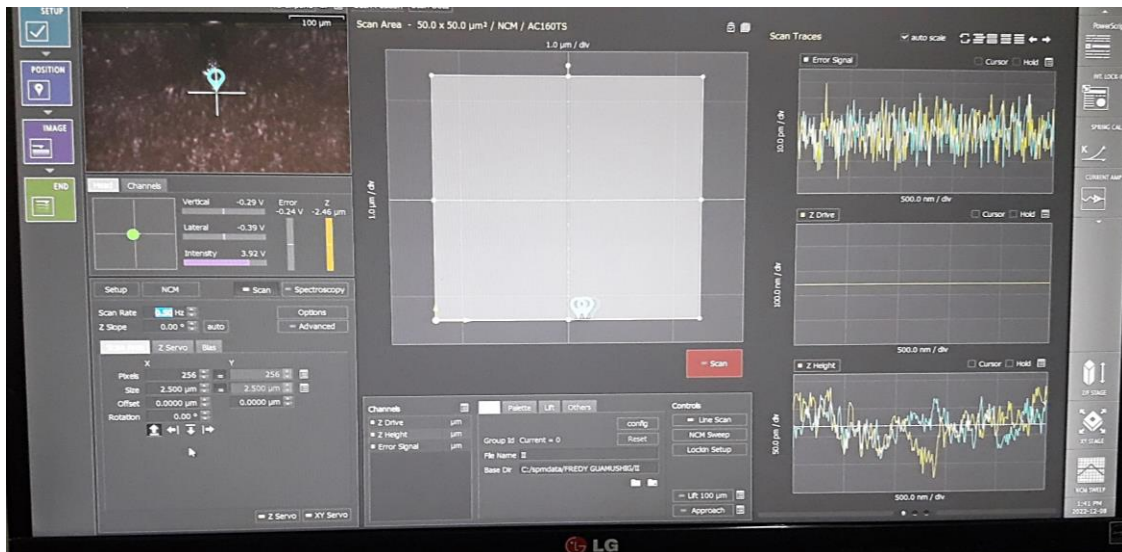 SETUP
POSITION
IMAGE
END
100 μm
Scan Area - 50.0 x 50.0 μm² / NCM / AC160TS
1.0 μm / div
1.0 μm / div
Channels
Vertical -0.29 V
Lateral -0.39 V
Intensity 3.92 V
Error
-0.24 V
Z
-2.46 μm
Setup NCM Scan Spectroscopy
Scan Rate Hz Options
Z Slope 0.00 ° auto Advanced
Z Servo Bias
X Y
Pixels 256 = 256
Size 2.500 μm = 2.500 μm
Offset 0.0000 μm 0.0000 μm
Rotation 0.00 °
Z Servo XY Servo
Scan
Channels
Z Drive μm
Z Height μm
Error Signal μm
Palette Lift Others
config
Group Id Current = 0 Reset
File Name II
Base Dir C:/spmdata/FREDY GUAMUSHIG/II
Controls
Line Scan
NCM Sweep
Lockin Setup
Lift 100 μm
Approach
Scan Traces auto scale
Error Signal Cursor Hold
10.0 pm / div
500.0 nm / div
Z Drive Cursor Hold
100.0 nm / div
500.0 nm / div
Z Height Cursor Hold
50.0 pm / div
500.0 nm / div
PowerScrip
INT. LOCK-I
SPRING CAL
K
CURRENT AMP
Z/F STAGE
XY STAGE
NCM SWEEP
1:41 PM
2022-12-08
LG